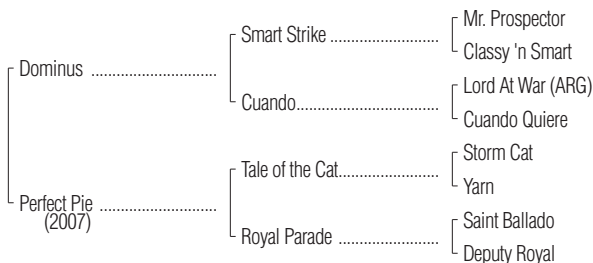 Mr. Prospector
Smart Strike ..........................
Classy 'n Smart
Dominus ..............................
Lord At War (ARG)
Cuando..................................
Cuando Quiere
Storm Cat
Tale of the Cat........................
Yarn
Perfect Pie ............................
(2007)
Saint Ballado
Royal Parade ........................
Deputy Royal